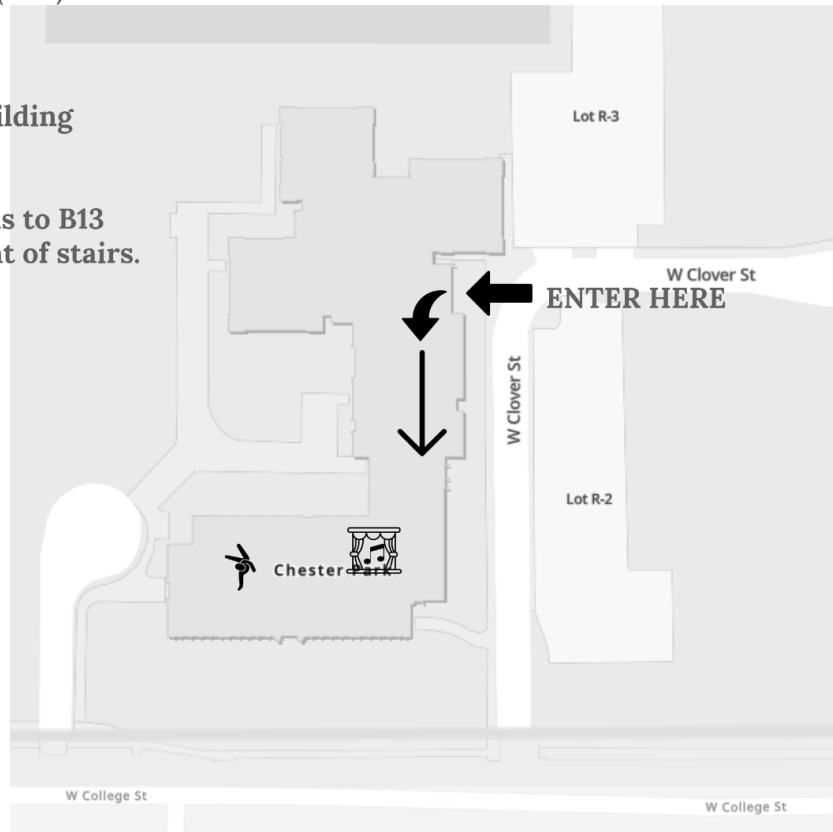 ilding
s to B13
t of stairs.
Lot R-3
W Clover St
ENTER HERE
W Clover St
Lot R-2
Chester Park
W College St
W College St